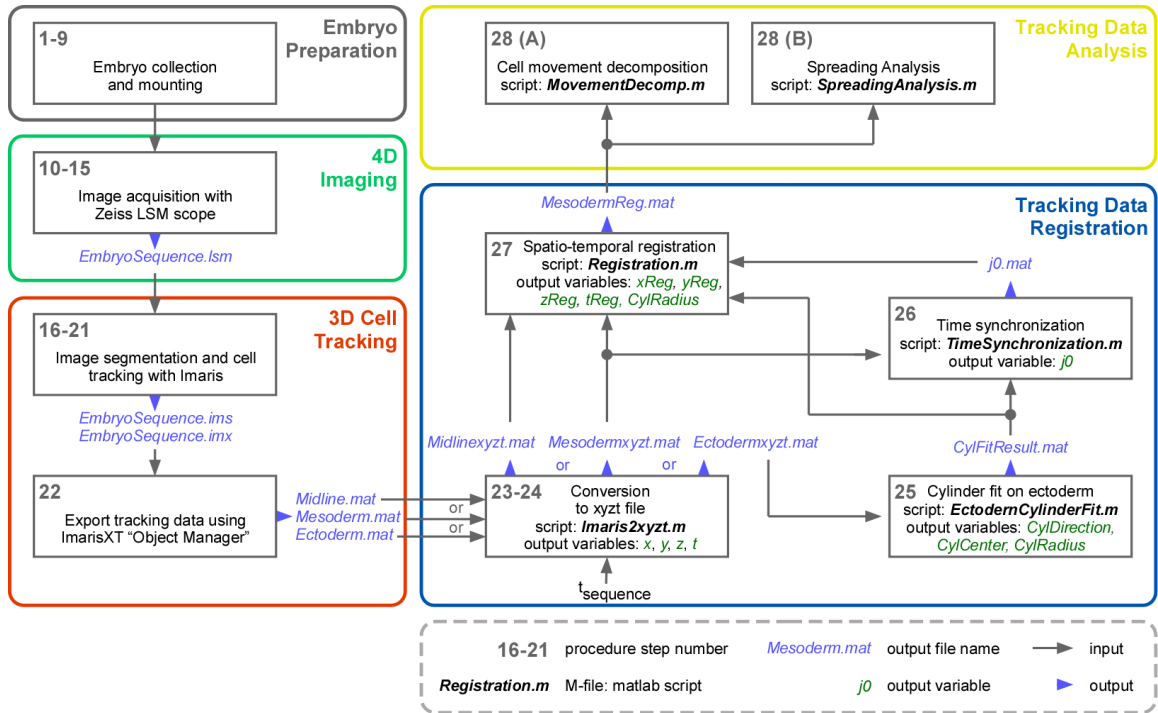 Embryo
Preparation
1-9
Embryo collection
and mounting
4D
Imaging
10-15
Image acquisition with
Zeiss LSM scope
EmbryoSequence.lsm
3D Cell
Tracking
16-21
Image segmentation and cell
tracking with Imaris
EmbryoSequence.ims
EmbryoSequence.imx
22
Export tracking data using
ImarisXT “Object Manager”
Midline.mat
or
Mesoderm.mat
or
Ectoderm.mat
Tracking Data
Analysis
28 (A)
Cell movement decomposition
script: MovementDecomp.m
28 (B)
Spreading Analysis
script: SpreadingAnalysis.m
Tracking Data
Registration
MesodermReg.mat
27
Spatio-temporal registration
script: Registration.m
output variables: xReg, yReg,
zReg, tReg, CylRadius
j0.mat
26
Time synchronization
script: TimeSynchronization.m
output variable: j0
Midlinexyzt.mat
Mesodermxyzt.mat
Ectodermxyzt.mat
or
or
CylFitResult.mat
23-24
Conversion
to xyzt file
script: Imaris2xyzt.m
output variables: x, y, z, t
tsequence
25
Cylinder fit on ectoderm
script: EctodernCylinderFit.m
output variables: CylDirection,
CylCenter, CylRadius
16-21 procedure step number
Mesoderm.mat output file name
input
Registration.m M-file: matlab script
j0 output variable
output